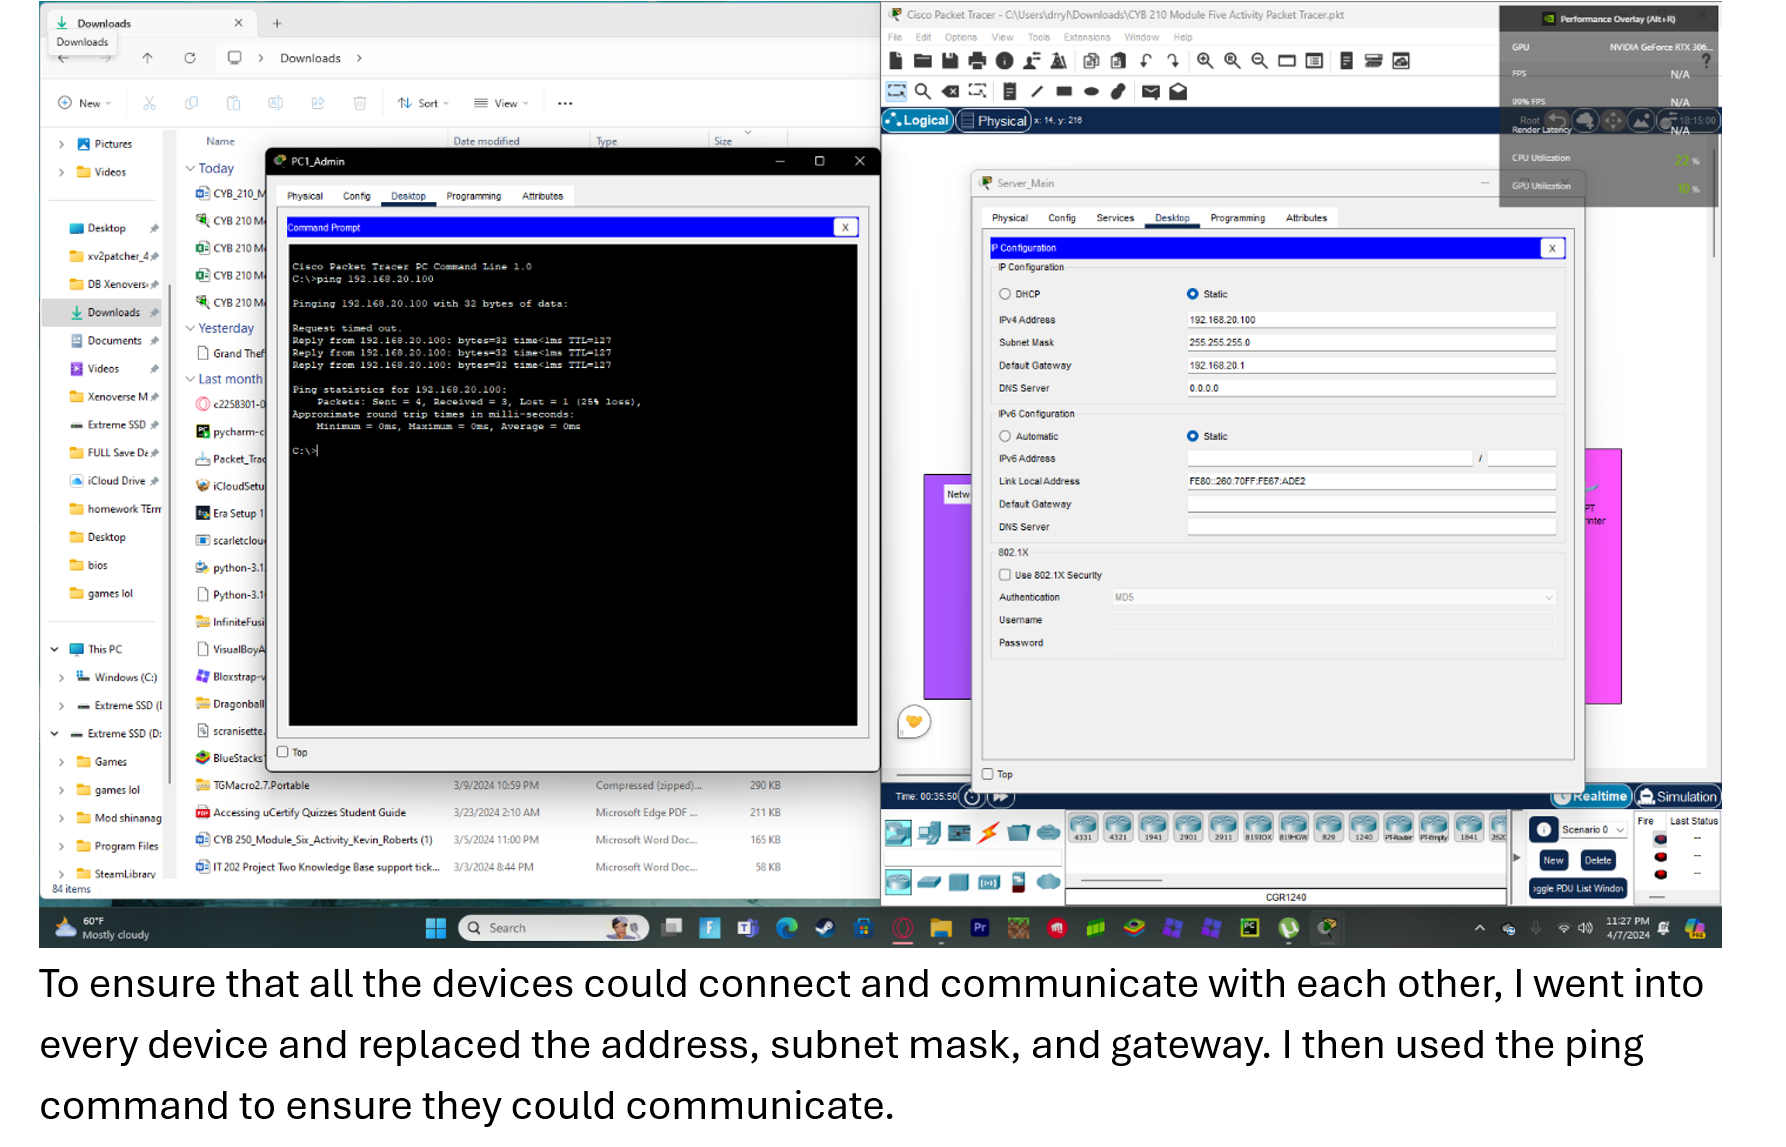 Downloads
Downloads
Downloads
New
Sort
View
Pictures
Videos
Desktop
xv2patcher_4
DB Xenovers
Downloads
Documents
Videos
Xenoverse M
Extreme SSD
FULL Save Da
iCloud Drive
homework TErm
Desktop
bios
games lol
This PC
Windows (C:)
Extreme SSD (I
Extreme SSD (D:
Games
games lol
Mod shinanag
Program Files
SteamLibrary
84 items
Name Date modified Type Size
Today
CYB_210_M
CYB 210 Mo
CYB 210 Mo
CYB 210 Mo
CYB 210 Mo
Yesterday
Grand Thef
Last month
c2258301-0
pycharm-c
Packet_Trac
iCloudSetu
Era Setup 1
scarletclou
python-3.1
Python-3.1
InfiniteFusi
VisualBoyA
Bloxstrap-v
Dragonball
scranisette.
BlueStacks
TGMacro2.7.Portable 3/9/2024 10:59 PM Compressed (zipped)... 290 KB
Accessing uCertify Quizzes Student Guide 3/23/2024 2:10 AM Microsoft Edge PDF ... 211 KB
CYB 250_Module_Six_Activity_Kevin_Roberts (1) 3/5/2024 11:00 PM Microsoft Word Doc... 165 KB
IT 202 Project Two Knowledge Base support tick... 3/3/2024 8:44 PM Microsoft Word Doc... 58 KB
PC1_Admin
Physical Config Desktop Programming Attributes
Command Prompt X
Cisco Packet Tracer PC Command Line 1.0
C:\>ping 192.168.20.100
Pinging 192.168.20.100 with 32 bytes of data:
Request timed out.
Reply from 192.168.20.100: bytes=32 time<1ms TTL=127
Reply from 192.168.20.100: bytes=32 time<1ms TTL=127
Reply from 192.168.20.100: bytes=32 time<1ms TTL=127
Ping statistics for 192.168.20.100:
Packets: Sent = 4, Received = 3, Lost = 1 (25% loss),
Approximate round trip times in milli-seconds:
Minimum = 0ms, Maximum = 0ms, Average = 0ms
C:\>
Top
Cisco Packet Tracer - C:\Users\drryl\Downloads\CYB 210 Module Five Activity Packet Tracer.pkt
File Edit Options View Tools Extensions Window Help
Logical Physical x: 14, y: 216
Root 18:15:00
Performance Overlay (Alt+R)
GPU NVIDIA GeForce RTX 306...
FPS N/A
99% FPS N/A
Render Latency N/A
CPU Utilization 22 %
GPU Utilization 10 %
Server_Main
Physical Config Services Desktop Programming Attributes
IP Configuration X
IP Configuration
DHCP Static
IPv4 Address 192.168.20.100
Subnet Mask 255.255.255.0
Default Gateway 192.168.20.1
DNS Server 0.0.0.0
IPv6 Configuration
Automatic Static
IPv6 Address /
Link Local Address FE80::260:70FF:FE67:ADE2
Default Gateway
DNS Server
802.1X
Use 802.1X Security
Authentication MD5
Username
Password
Top
Netw
PT
rinter
Time: 00:35:50
Realtime Simulation
4331 4321 1941 2901 2911 819IOX 819HGW 829 1240 PT-Router PT-Empty 1841 2620
CGR1240
Scenario 0
New Delete
oggle PDU List Window
Fire Last Status
--
--
--
60°F
Mostly cloudy
Search
11:27 PM
4/7/2024
To ensure that all the devices could connect and communicate with each other, I went into
every device and replaced the address, subnet mask, and gateway. I then used the ping
command to ensure they could communicate.